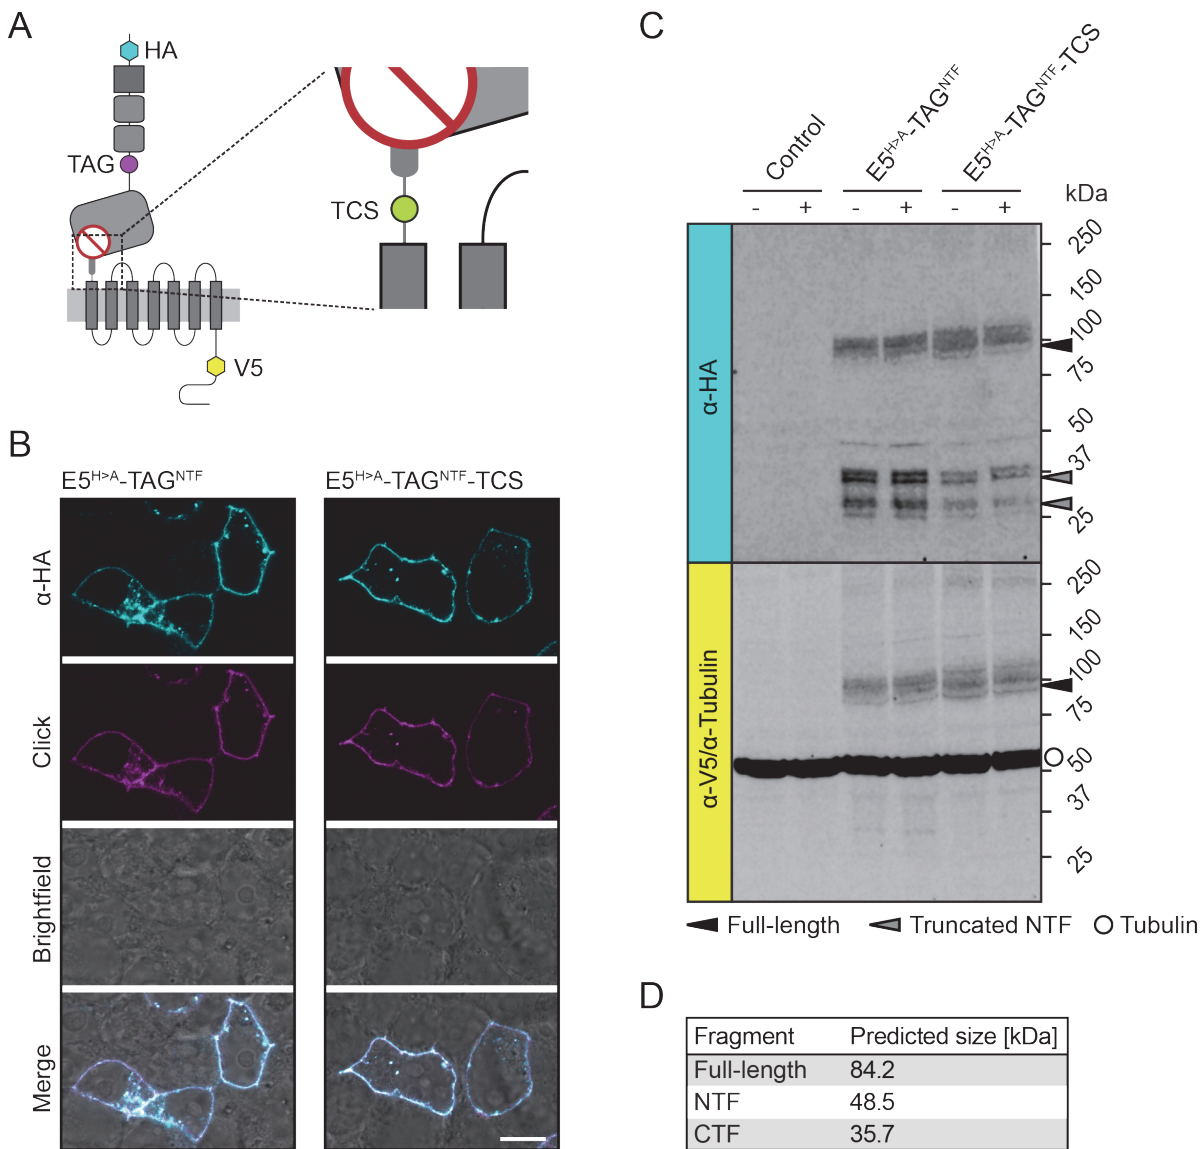 A
HA
TAG
TCS
V5
B
E5H>A-TAGNTF
E5H>A-TAGNTF-TCS
α-HA
Click
Brightfield
Merge
C
Control
E5H>A-TAGNTF
E5H>A-TAGNTF-TCS
kDa
- + - + - +
α-HA
250
150
100
75
50
37
25
α-V5/α-Tubulin
250
150
100
75
50
37
25
Full-length
Truncated NTF
Tubulin
D
Fragment Predicted size [kDa]
Full-length 84.2
NTF 48.5
CTF 35.7